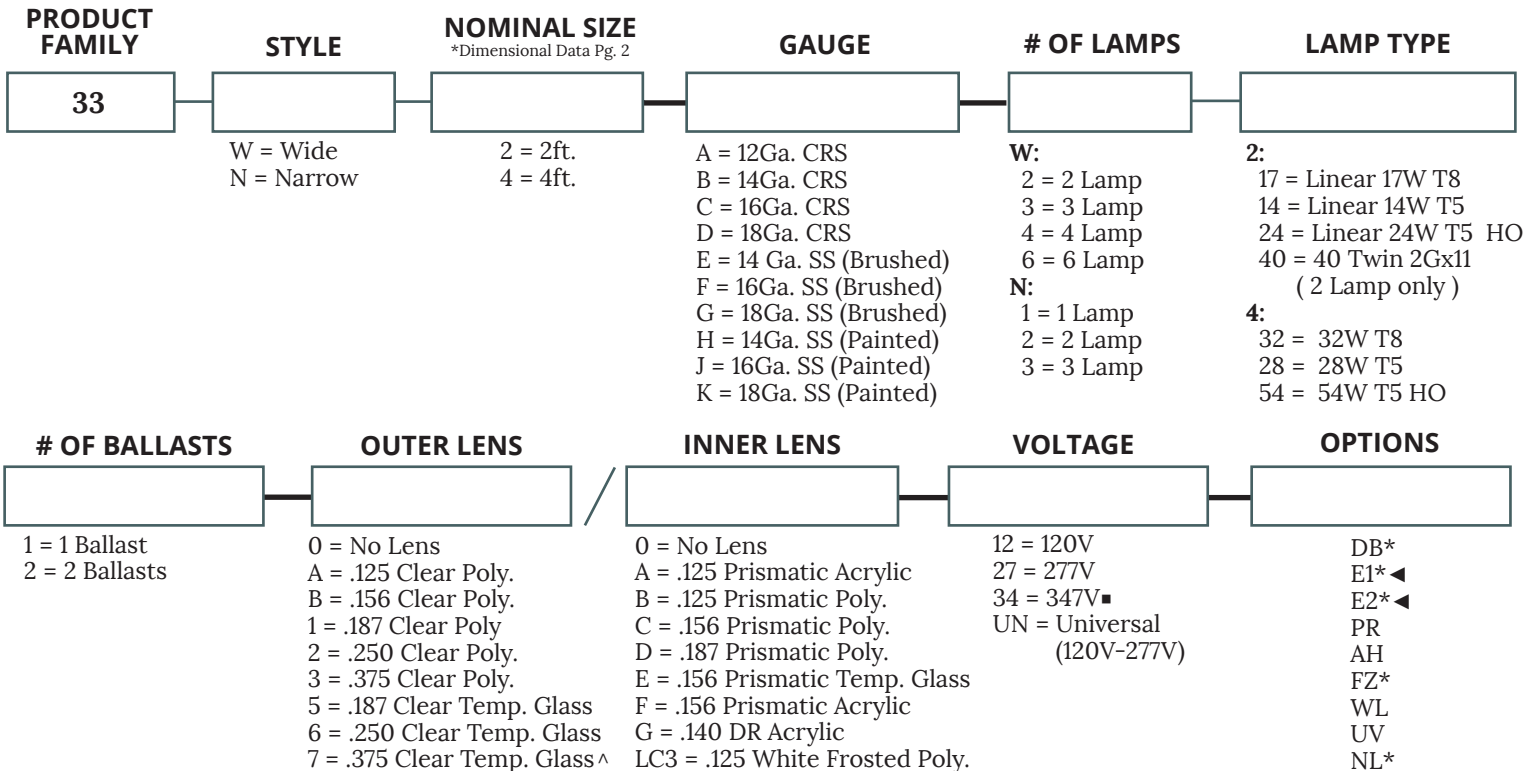 PRODUCT FAMILY
STYLE
NOMINAL SIZE
*Dimensional Data Pg. 2
GAUGE
# OF LAMPS
LAMP TYPE
33
W = Wide
N = Narrow
2 = 2ft.
4 = 4ft.
A = 12Ga. CRS
B = 14Ga. CRS
C = 16Ga. CRS
D = 18Ga. CRS
E = 14 Ga. SS (Brushed)
F = 16Ga. SS (Brushed)
G = 18Ga. SS (Brushed)
H = 14Ga. SS (Painted)
J = 16Ga. SS (Painted)
K = 18Ga. SS (Painted)
W:
2 = 2 Lamp
3 = 3 Lamp
4 = 4 Lamp
6 = 6 Lamp
N:
1 = 1 Lamp
2 = 2 Lamp
3 = 3 Lamp
2:
17 = Linear 17W T8
14 = Linear 14W T5
24 = Linear 24W T5 HO
40 = 40 Twin 2Gx11
( 2 Lamp only )
4:
32 = 32W T8
28 = 28W T5
54 = 54W T5 HO
# OF BALLASTS
OUTER LENS
INNER LENS
VOLTAGE
OPTIONS
/
1 = 1 Ballast
2 = 2 Ballasts
0 = No Lens
A = .125 Clear Poly.
B = .156 Clear Poly.
1 = .187 Clear Poly
2 = .250 Clear Poly.
3 = .375 Clear Poly.
5 = .187 Clear Temp. Glass
6 = .250 Clear Temp. Glass
7 = .375 Clear Temp. Glass^
0 = No Lens
A = .125 Prismatic Acrylic
B = .125 Prismatic Poly.
C = .156 Prismatic Poly.
D = .187 Prismatic Poly.
E = .156 Prismatic Temp. Glass
F = .156 Prismatic Acrylic
G = .140 DR Acrylic
LC3 = .125 White Frosted Poly.
12 = 120V
27 = 277V
34 = 347V■
UN = Universal
(120V-277V)
DB*
E1*◄
E2*◄
PR
AH
FZ*
WL
UV
NL*